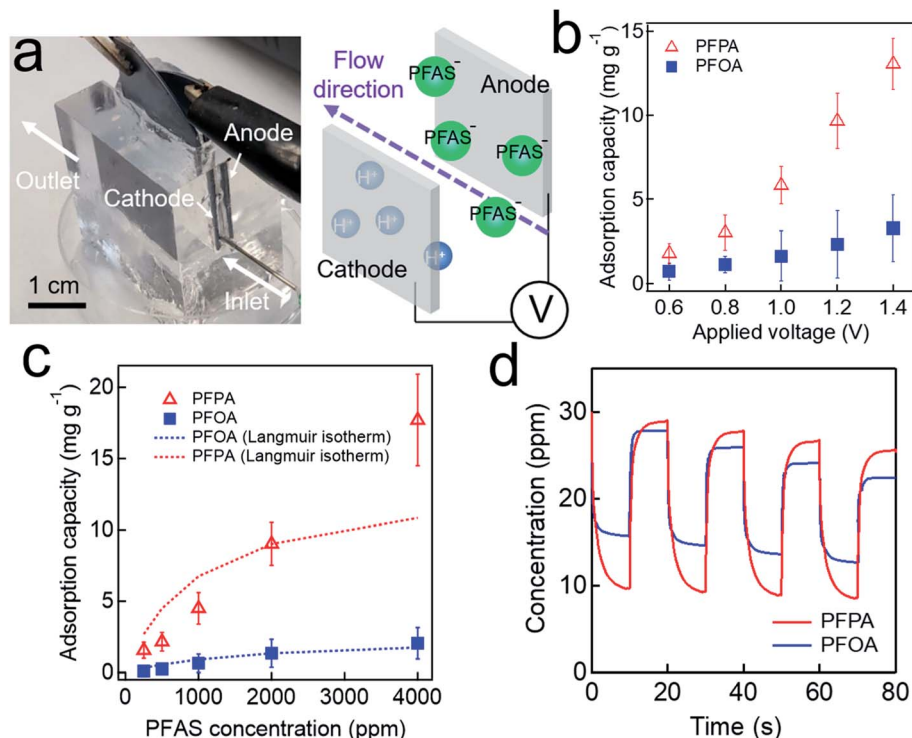 a
Outlet
Anode
Cathode
Inlet
1 cm
Flow
direction
PFAS⁻
Anode
PFAS⁻
PFAS⁻
PFAS⁻
H⁺
H⁺
H⁺
H⁺
H⁺
Cathode
V
b
Adsorption capacity (mg g⁻¹)
15
10
5
0
PFPA
PFOA
0.6 0.8 1.0 1.2 1.4
Applied voltage (V)
c
Adsorption capacity (mg g⁻¹)
20
15
10
5
0
PFPA
PFOA
PFOA (Langmuir isotherm)
PFPA (Langmuir isotherm)
0 1000 2000 3000 4000
PFAS concentration (ppm)
d
Concentration (ppm)
30
20
10
0
PFPA
PFOA
0 20 40 60 80
Time (s)